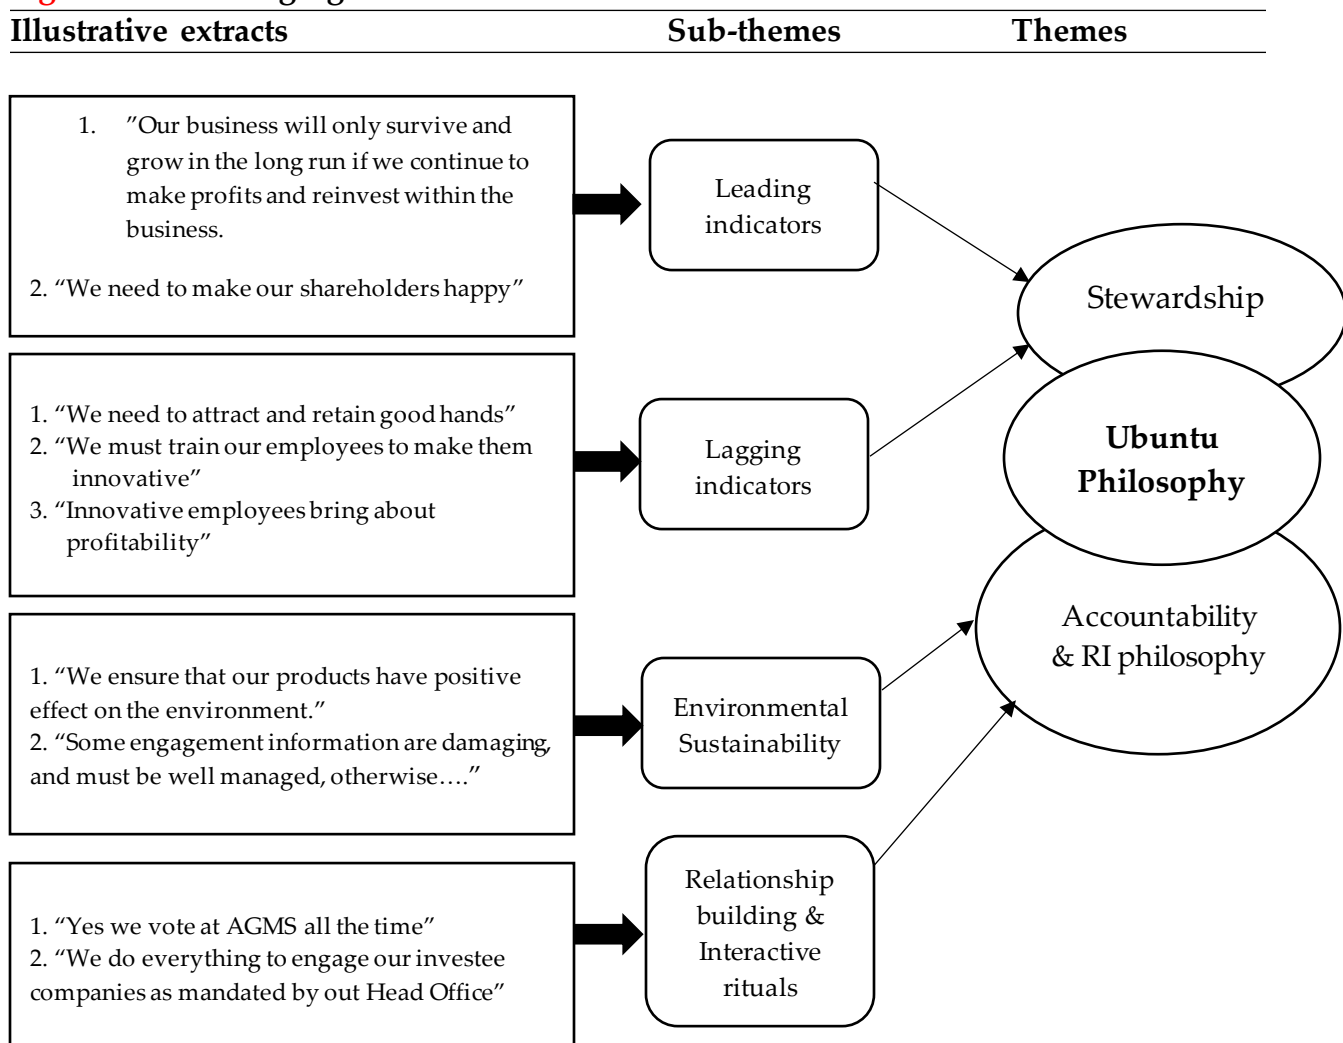 Illustrative extracts Sub-themes Themes
1. ”Our business will only survive and
grow in the long run if we continue to
make profits and reinvest within the
business.
2. “We need to make our shareholders happy”
Leading
indicators
Stewardship
1. “We need to attract and retain good hands”
2. “We must train our employees to make them
innovative”
3. “Innovative employees bring about
profitability”
Lagging
indicators
Ubuntu
Philosophy
1. “We ensure that our products have positive
effect on the environment.”
2. “Some engagement information are damaging,
and must be well managed, otherwise….”
Environmental
Sustainability
Accountability
& RI philosophy
1. “Yes we vote at AGMS all the time”
2. “We do everything to engage our investee
companies as mandated by out Head Office”
Relationship
building &
Interactive
rituals